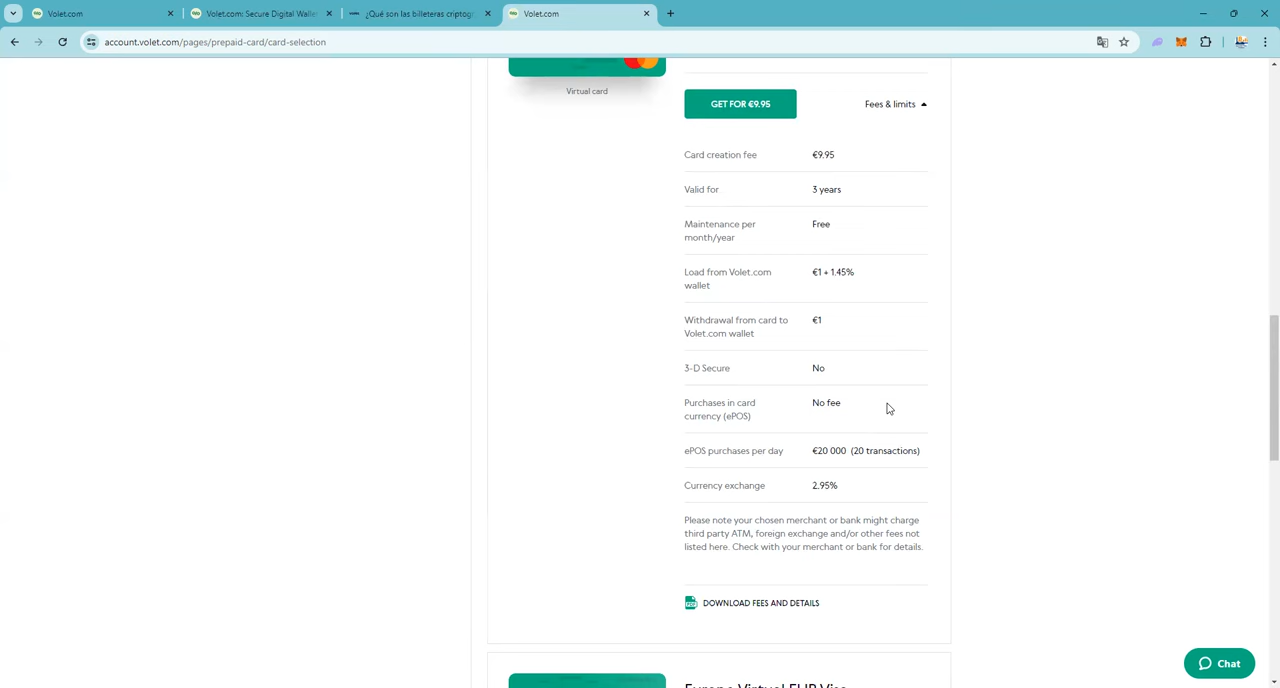 Volet.com
Volet.com: Secure Digital Walle
¿Qué son las billeteras criptog
Volet.com
account.volet.com/pages/prepaid-card/card-selection
Virtual card
GET FOR €9.95
Fees & limits
Card creation fee €9.95
Valid for 3 years
Maintenance per
month/year
Free
Load from Volet.com
wallet
€1 + 1.45%
Withdrawal from card to
Volet.com wallet
€1
3-D Secure No
Purchases in card
currency (ePOS)
No fee
ePOS purchases per day €20 000 (20 transactions)
Currency exchange 2.95%
Please note your chosen merchant or bank might charge
third party ATM, foreign exchange and/or other fees not
listed here. Check with your merchant or bank for details.
PDF DOWNLOAD FEES AND DETAILS
Chat